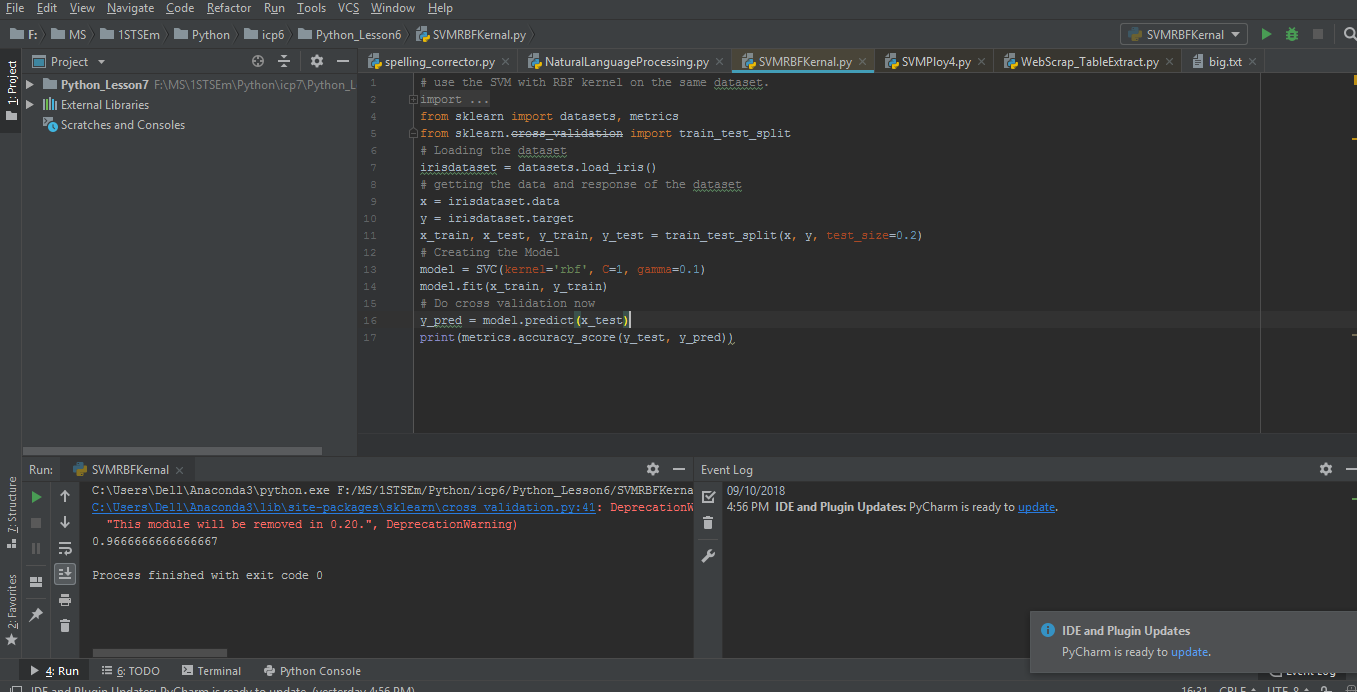 File Edit View Navigate Code Refactor Run Tools VCS Window Help
F: MS 1STSEm Python icp6 Python_Lesson6 SVMRBFKernal.py SVMRBFKernal
1: Project Project spelling_corrector.py NaturalLanguageProcessing.py SVMRBFKernal.py SVMPloy4.py WebScrap_TableExtract.py big.txt
Python_Lesson7 F:\MS\1STSEm\Python\icp7\Python_L
External Libraries
Scratches and Consoles
1 # use the SVM with RBF kernel on the same dataset.
2 import ...
4 from sklearn import datasets, metrics
5 from sklearn.cross_validation import train_test_split
6 # Loading the dataset
7 irisdataset = datasets.load_iris()
8 # getting the data and response of the dataset
9 x = irisdataset.data
10 y = irisdataset.target
11 x_train, x_test, y_train, y_test = train_test_split(x, y, test_size=0.2)
12 # Creating the Model
13 model = SVC(kernel='rbf', C=1, gamma=0.1)
14 model.fit(x_train, y_train)
15 # Do cross validation now
16 y_pred = model.predict(x_test)
17 print(metrics.accuracy_score(y_test, y_pred))
Run: SVMRBFKernal
C:\Users\Dell\Anaconda3\python.exe F:/MS/1STSEm/Python/icp6/Python_Lesson6/SVMRBFKerna
C:\Users\Dell\Anaconda3\lib\site-packages\sklearn\cross_validation.py:41: DeprecationW
"This module will be removed in 0.20.", DeprecationWarning)
0.9666666666666667
Process finished with exit code 0
Event Log
09/10/2018
4:56 PM IDE and Plugin Updates: PyCharm is ready to update.
7: Structure
2: Favorites
IDE and Plugin Updates
PyCharm is ready to update.
4: Run 6: TODO Terminal Python Console Event Log
IDE and Plugin Updates: PyCharm is ready to update. (yesterday 4:56 PM) 16:31 CRLF UTF-8